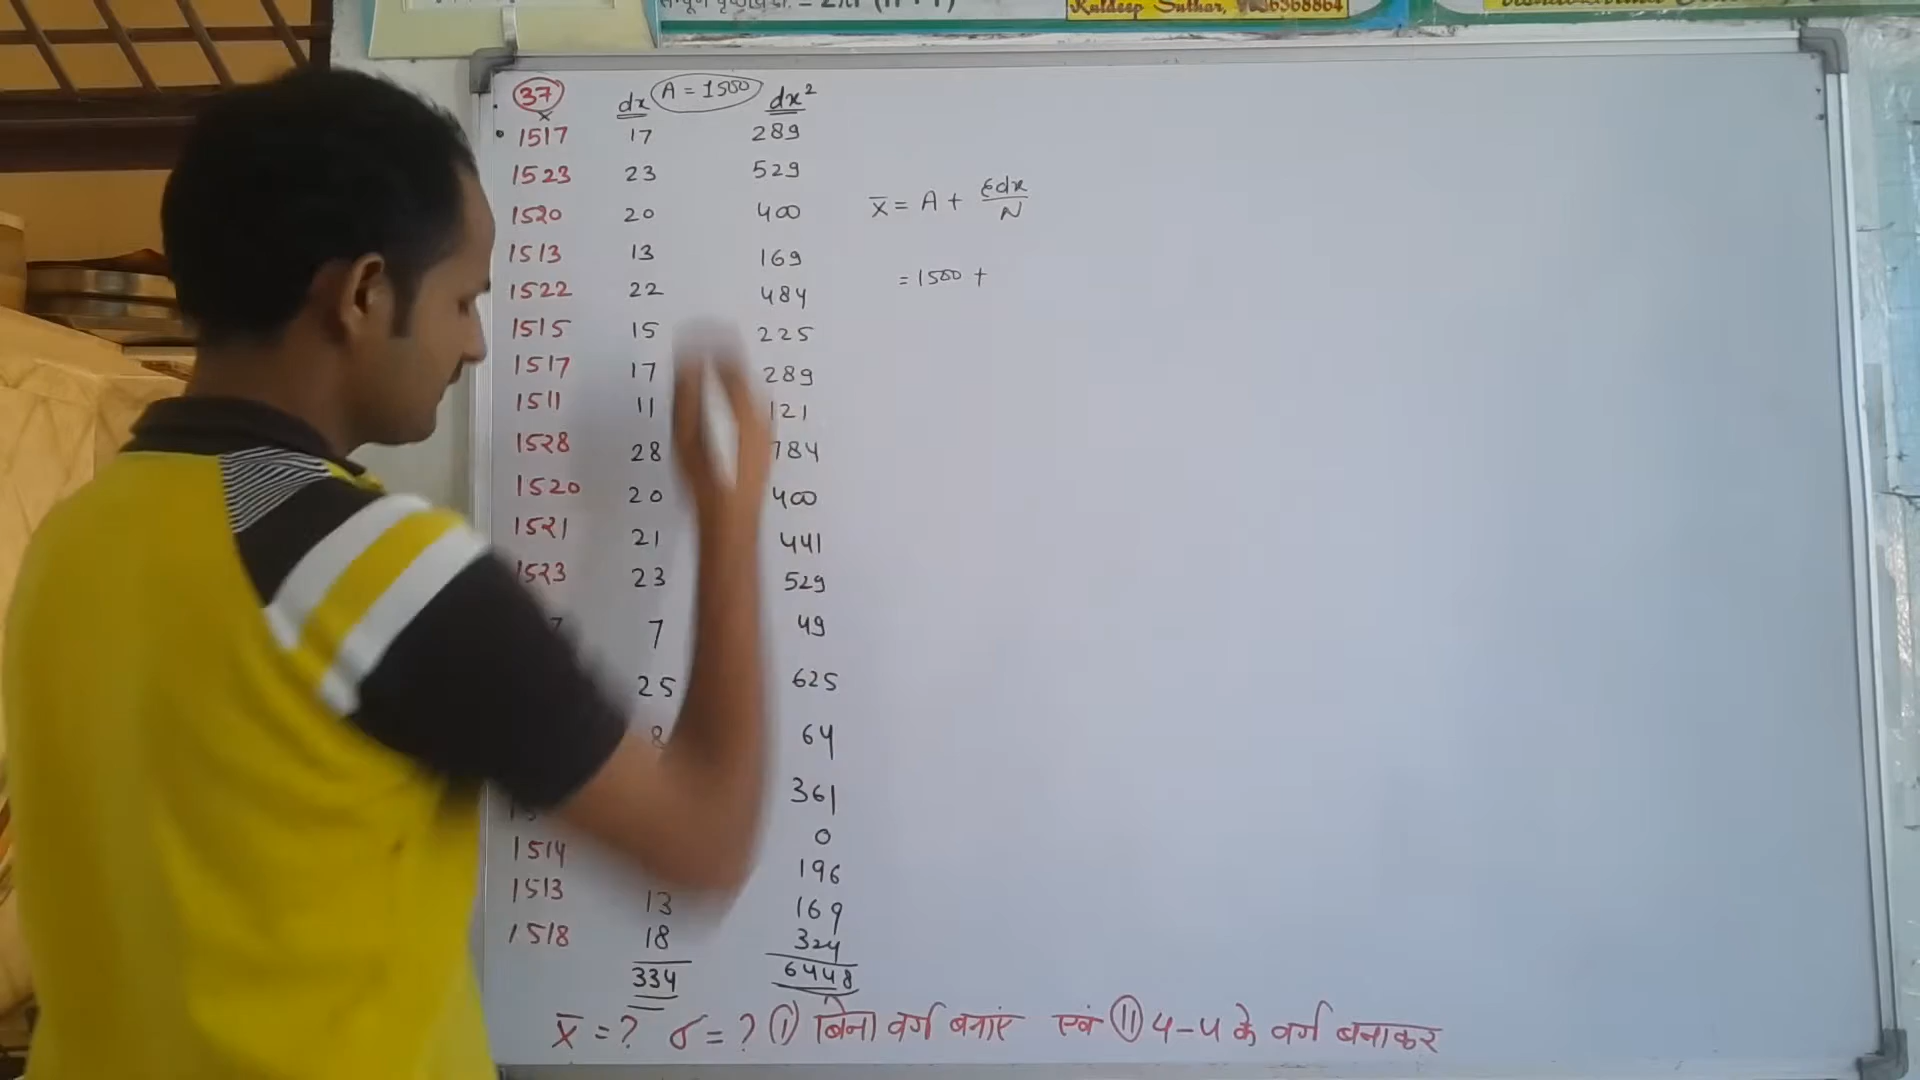 Kuldeep Suthar,
37 A = 1500
x dx dx²
1517 17 289
1523 23 529
1520 20 400
1513 13 169
1522 22 484
1515 15 225
1517 17 289
1511 11 121
1528 28 784
1520 20 400
1521 21 441
1523 23 529
7 49
25 625
8 64
361
0
1514 196
1513 13 169
1518 18 324
334 6448
x̄ = A + Σdx/N
= 1500 +
x̄ = ? σ = ? (i) बिना वर्ग बनाएं एवं (ii) 4-4 के वर्ग बनाकर